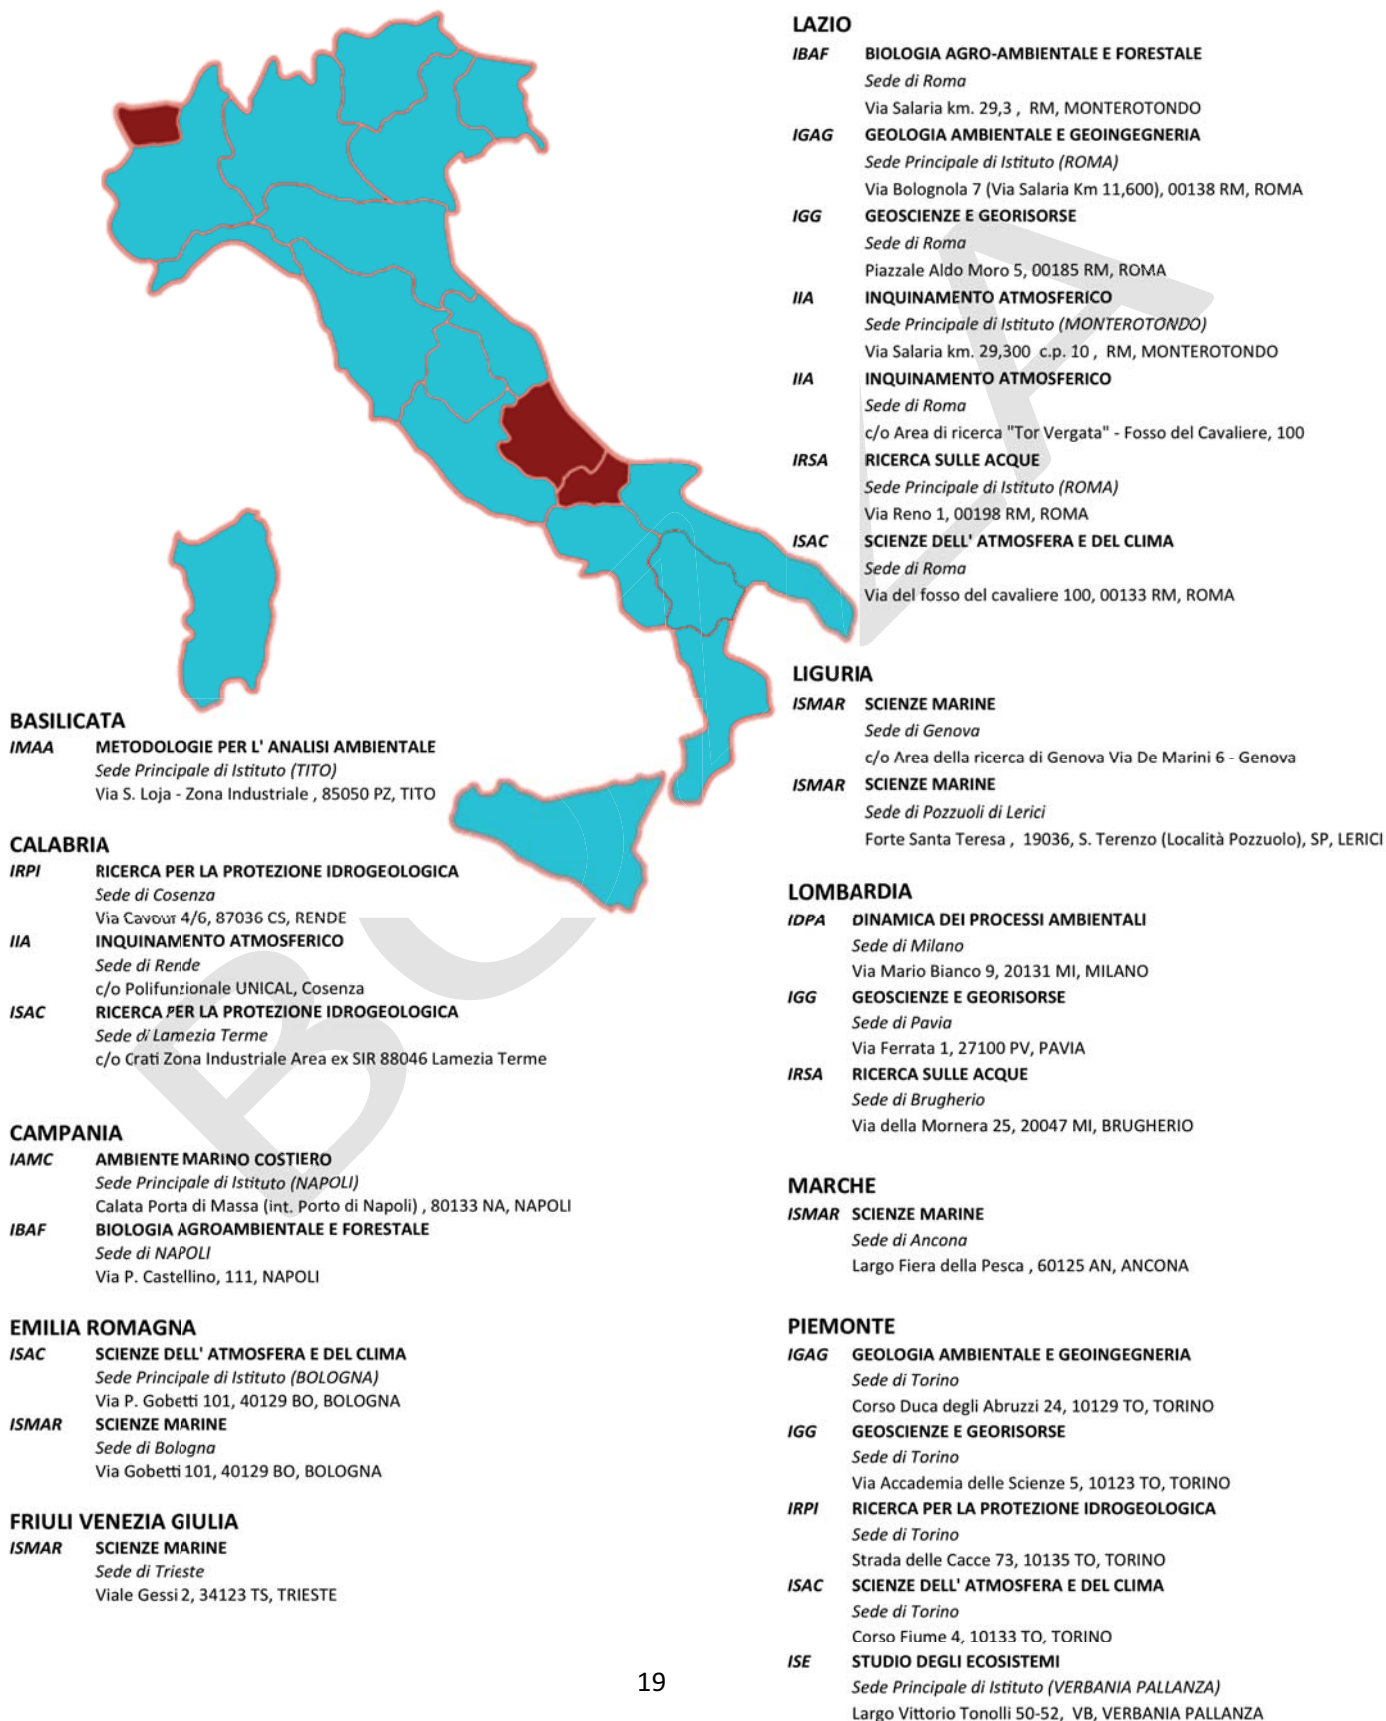 BASILICATA
IMAA METODOLOGIE PER L' ANALISI AMBIENTALE
Sede Principale di Istituto (TITO)
Via S. Loja - Zona Industriale , 85050 PZ, TITO
CALABRIA
IRPI RICERCA PER LA PROTEZIONE IDROGEOLOGICA
Sede di Cosenza
Via Cavour 4/6, 87036 CS, RENDE
IIA INQUINAMENTO ATMOSFERICO
Sede di Rende
c/o Polifunzionale UNICAL, Cosenza
ISAC RICERCA PER LA PROTEZIONE IDROGEOLOGICA
Sede di Lamezia Terme
c/o Crati Zona Industriale Area ex SIR 88046 Lamezia Terme
CAMPANIA
IAMC AMBIENTE MARINO COSTIERO
Sede Principale di Istituto (NAPOLI)
Calata Porta di Massa (int. Porto di Napoli) , 80133 NA, NAPOLI
IBAF BIOLOGIA AGROAMBIENTALE E FORESTALE
Sede di NAPOLI
Via P. Castellino, 111, NAPOLI
EMILIA ROMAGNA
ISAC SCIENZE DELL' ATMOSFERA E DEL CLIMA
Sede Principale di Istituto (BOLOGNA)
Via P. Gobetti 101, 40129 BO, BOLOGNA
ISMAR SCIENZE MARINE
Sede di Bologna
Via Gobetti 101, 40129 BO, BOLOGNA
FRIULI VENEZIA GIULIA
ISMAR SCIENZE MARINE
Sede di Trieste
Viale Gessi 2, 34123 TS, TRIESTE
LAZIO
IBAF BIOLOGIA AGRO-AMBIENTALE E FORESTALE
Sede di Roma
Via Salaria km. 29,3 , RM, MONTEROTONDO
IGAG GEOLOGIA AMBIENTALE E GEOINGEGNERIA
Sede Principale di Istituto (ROMA)
Via Bolognola 7 (Via Salaria Km 11,600), 00138 RM, ROMA
IGG GEOSCIENZE E GEORISORSE
Sede di Roma
Piazzale Aldo Moro 5, 00185 RM, ROMA
IIA INQUINAMENTO ATMOSFERICO
Sede Principale di Istituto (MONTEROTONDO)
Via Salaria km. 29,300 c.p. 10 , RM, MONTEROTONDO
IIA INQUINAMENTO ATMOSFERICO
Sede di Roma
c/o Area di ricerca "Tor Vergata" - Fosso del Cavaliere, 100
IRSA RICERCA SULLE ACQUE
Sede Principale di Istituto (ROMA)
Via Reno 1, 00198 RM, ROMA
ISAC SCIENZE DELL' ATMOSFERA E DEL CLIMA
Sede di Roma
Via del fosso del cavaliere 100, 00133 RM, ROMA
LIGURIA
ISMAR SCIENZE MARINE
Sede di Genova
c/o Area della ricerca di Genova Via De Marini 6 - Genova
ISMAR SCIENZE MARINE
Sede di Pozzuoli di Lerici
Forte Santa Teresa , 19036, S. Terenzo (Località Pozzuolo), SP, LERICI
LOMBARDIA
IDPA DINAMICA DEI PROCESSI AMBIENTALI
Sede di Milano
Via Mario Bianco 9, 20131 MI, MILANO
IGG GEOSCIENZE E GEORISORSE
Sede di Pavia
Via Ferrata 1, 27100 PV, PAVIA
IRSA RICERCA SULLE ACQUE
Sede di Brugherio
Via della Mornera 25, 20047 MI, BRUGHERIO
MARCHE
ISMAR SCIENZE MARINE
Sede di Ancona
Largo Fiera della Pesca , 60125 AN, ANCONA
PIEMONTE
IGAG GEOLOGIA AMBIENTALE E GEOINGEGNERIA
Sede di Torino
Corso Duca degli Abruzzi 24, 10129 TO, TORINO
IGG GEOSCIENZE E GEORISORSE
Sede di Torino
Via Accademia delle Scienze 5, 10123 TO, TORINO
IRPI RICERCA PER LA PROTEZIONE IDROGEOLOGICA
Sede di Torino
Strada delle Cacce 73, 10135 TO, TORINO
ISAC SCIENZE DELL' ATMOSFERA E DEL CLIMA
Sede di Torino
Corso Fiume 4, 10133 TO, TORINO
ISE STUDIO DEGLI ECOSISTEMI
Sede Principale di Istituto (VERBANIA PALLANZA)
Largo Vittorio Tonolli 50-52, VB, VERBANIA PALLANZA
19